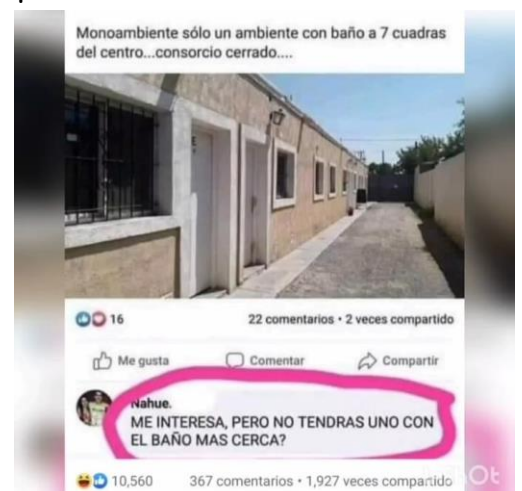 Monoambiente sólo un ambiente con baño a 7 cuadras
del centro...consorcio cerrado....
16
22 comentarios • 2 veces compartido
Me gusta
Comentar
Compartir
Nahue.
ME INTERESA, PERO NO TENDRAS UNO CON
EL BAÑO MAS CERCA?
10,560
367 comentarios • 1,927 veces compartido